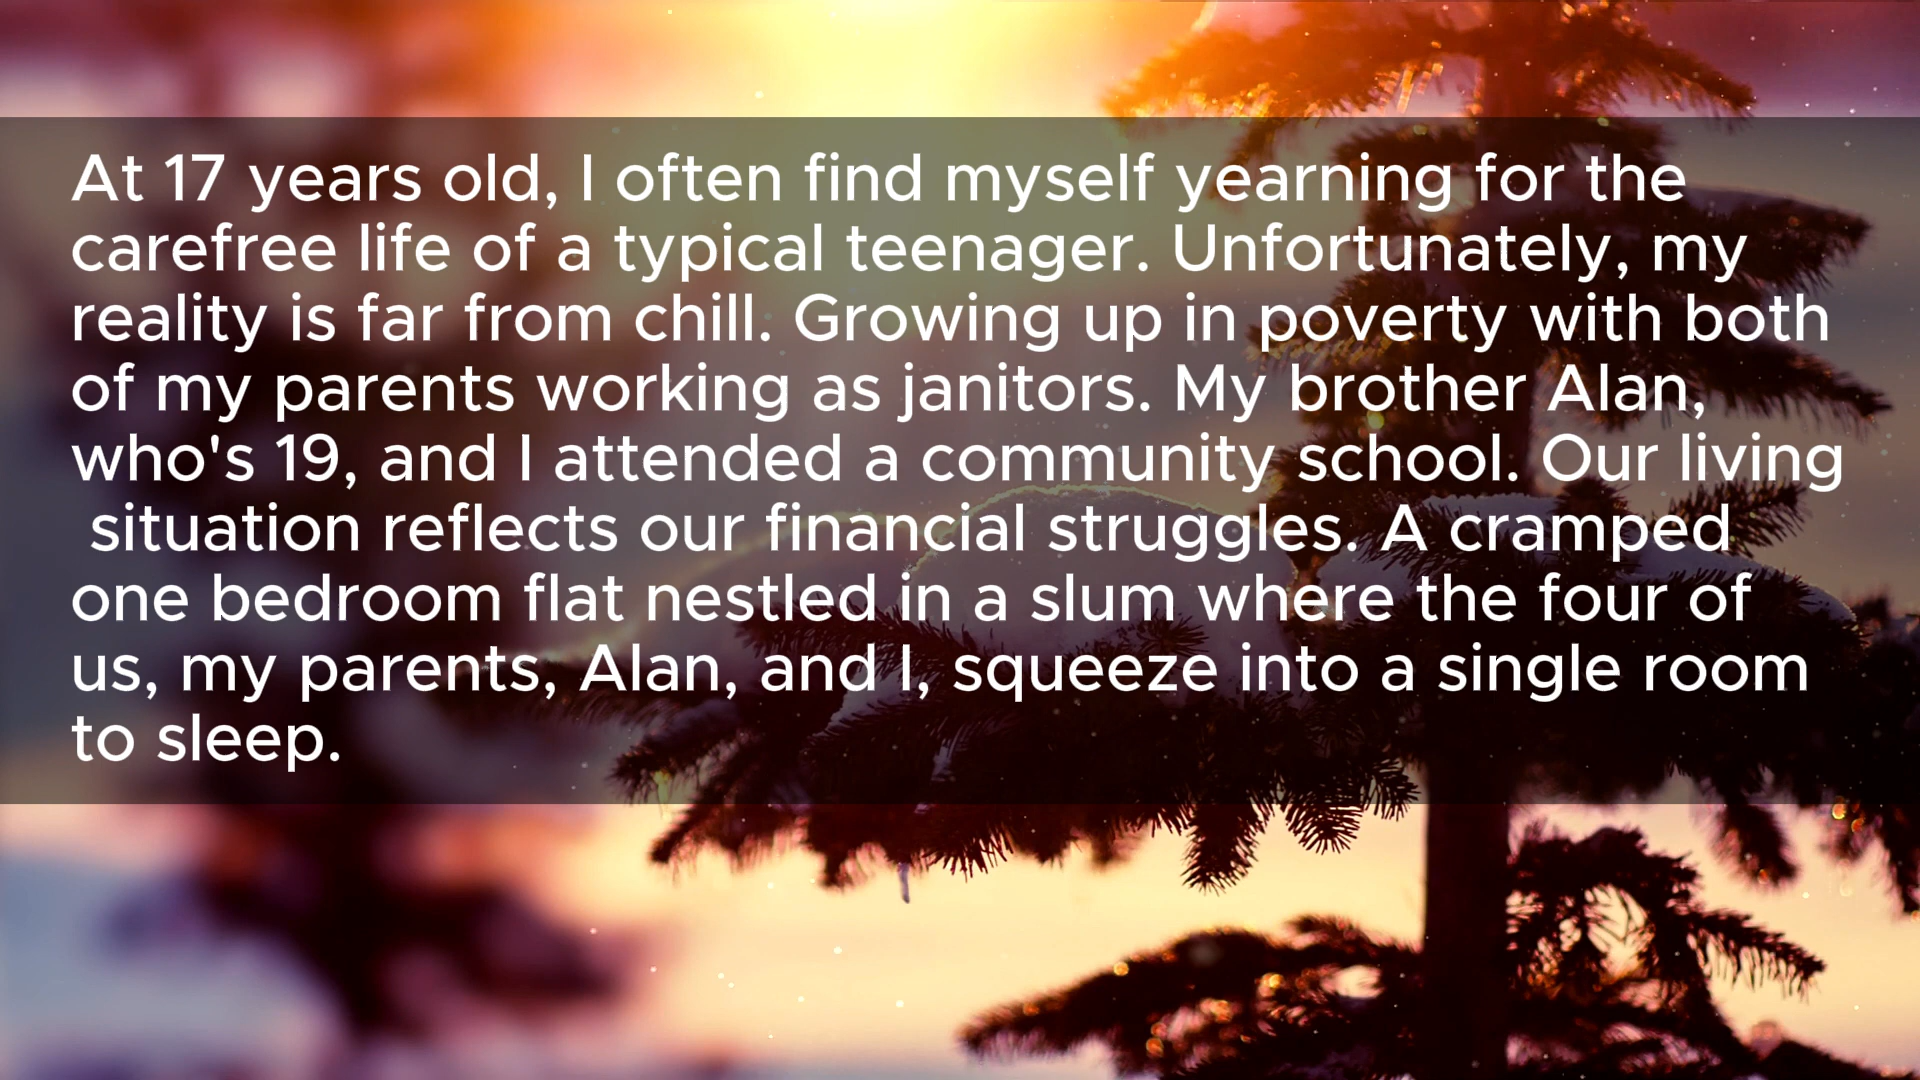 At 17 years old, I often find myself yearning for the
carefree life of a typical teenager. Unfortunately, my
reality is far from chill. Growing up in poverty with both
of my parents working as janitors. My brother Alan,
who's 19, and I attended a community school. Our living
situation reflects our financial struggles. A cramped
one bedroom flat nestled in a slum where the four of
us, my parents, Alan, and I, squeeze into a single room
to sleep.